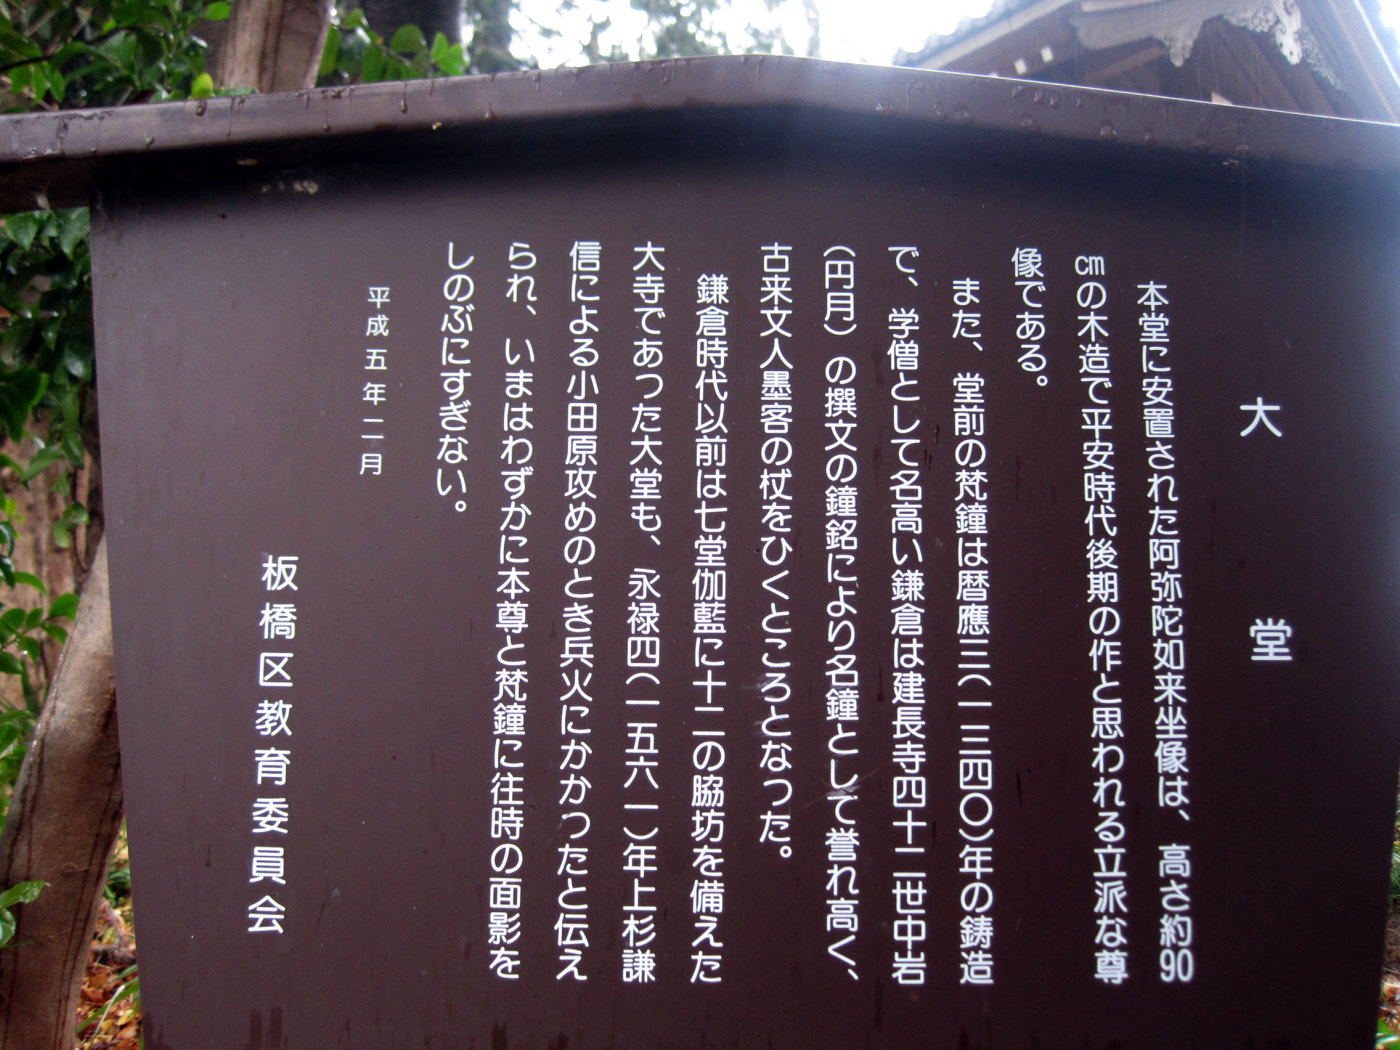 大堂
本堂に安置された阿弥陀如来坐像は、高さ約90
cmの木造で平安時代後期の作と思われる立派な尊
像である。
また、堂前の梵鐘は暦應三(一三四〇)年の鋳造
で、学僧として名高い鎌倉は建長寺四十二世中岩
(円月)の撰文の鐘銘により名鐘として誉れ高く、
古来文人墨客の杖をひくところとなった。
鎌倉時代以前は七堂伽藍に十二の脇坊を備えた
大寺であった大堂も、永禄四(一五六一)年上杉謙
信による小田原攻めのとき兵火にかかったと伝え
られ、いまはわずかに本尊と梵鐘に往時の面影を
しのぶにすぎない。
平成五年二月
板橋区教育委員会